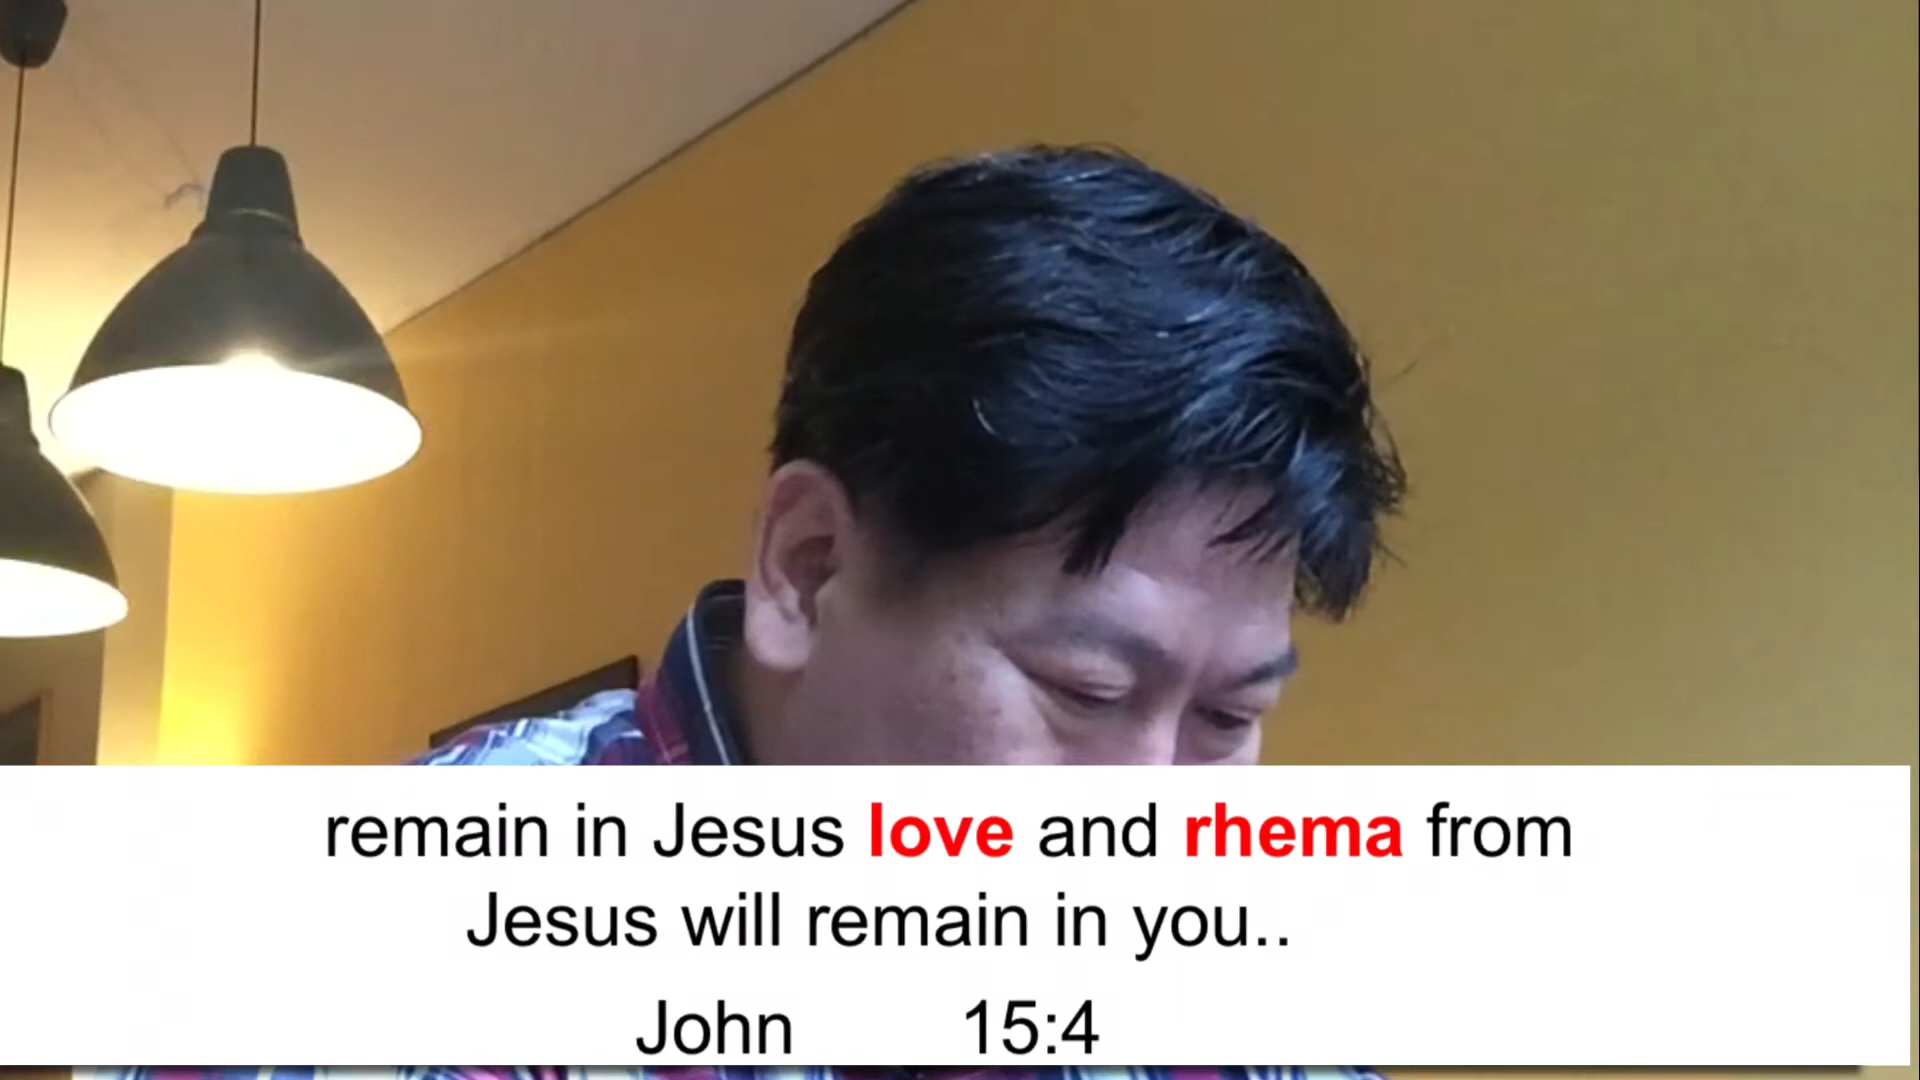 remain in Jesus love and rhema from
Jesus will remain in you..
John 15:4